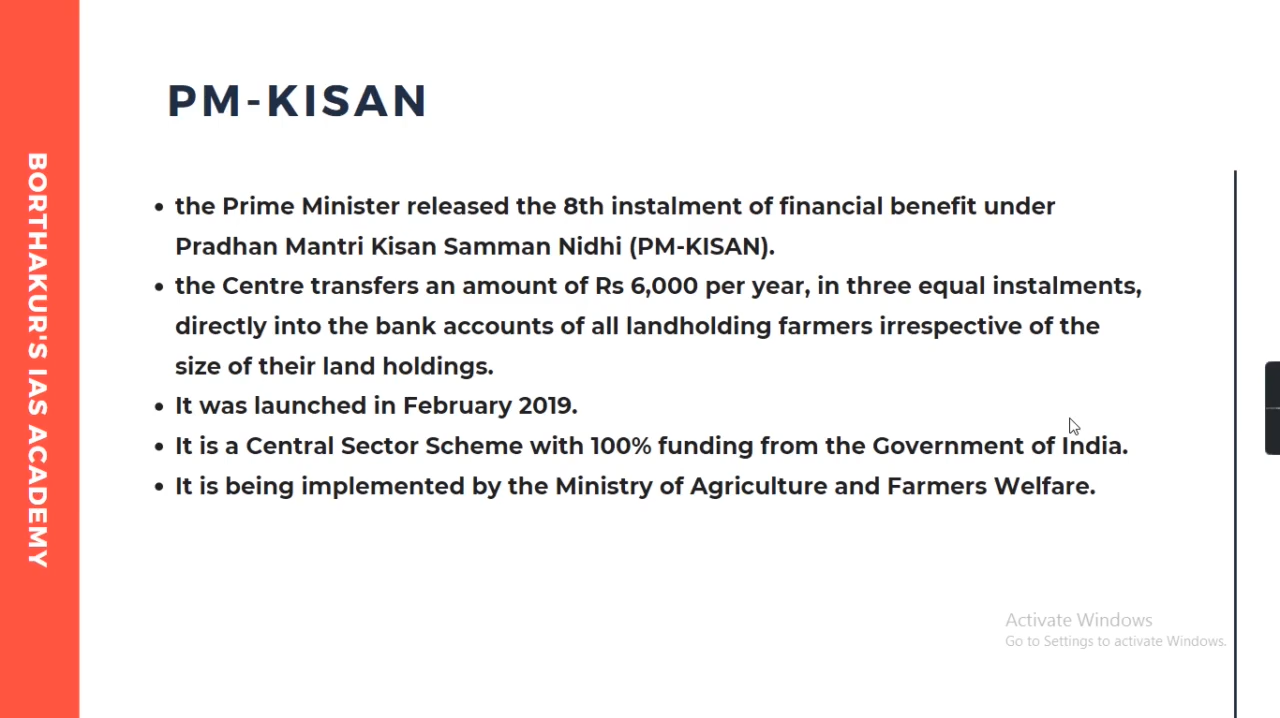 BORTHAKUR'S IAS ACADEMY
PM-KISAN
• the Prime Minister released the 8th instalment of financial benefit under
Pradhan Mantri Kisan Samman Nidhi (PM-KISAN).
• the Centre transfers an amount of Rs 6,000 per year, in three equal instalments,
directly into the bank accounts of all landholding farmers irrespective of the
size of their land holdings.
• It was launched in February 2019.
• It is a Central Sector Scheme with 100% funding from the Government of India.
• It is being implemented by the Ministry of Agriculture and Farmers Welfare.
Activate Windows
Go to Settings to activate Windows.